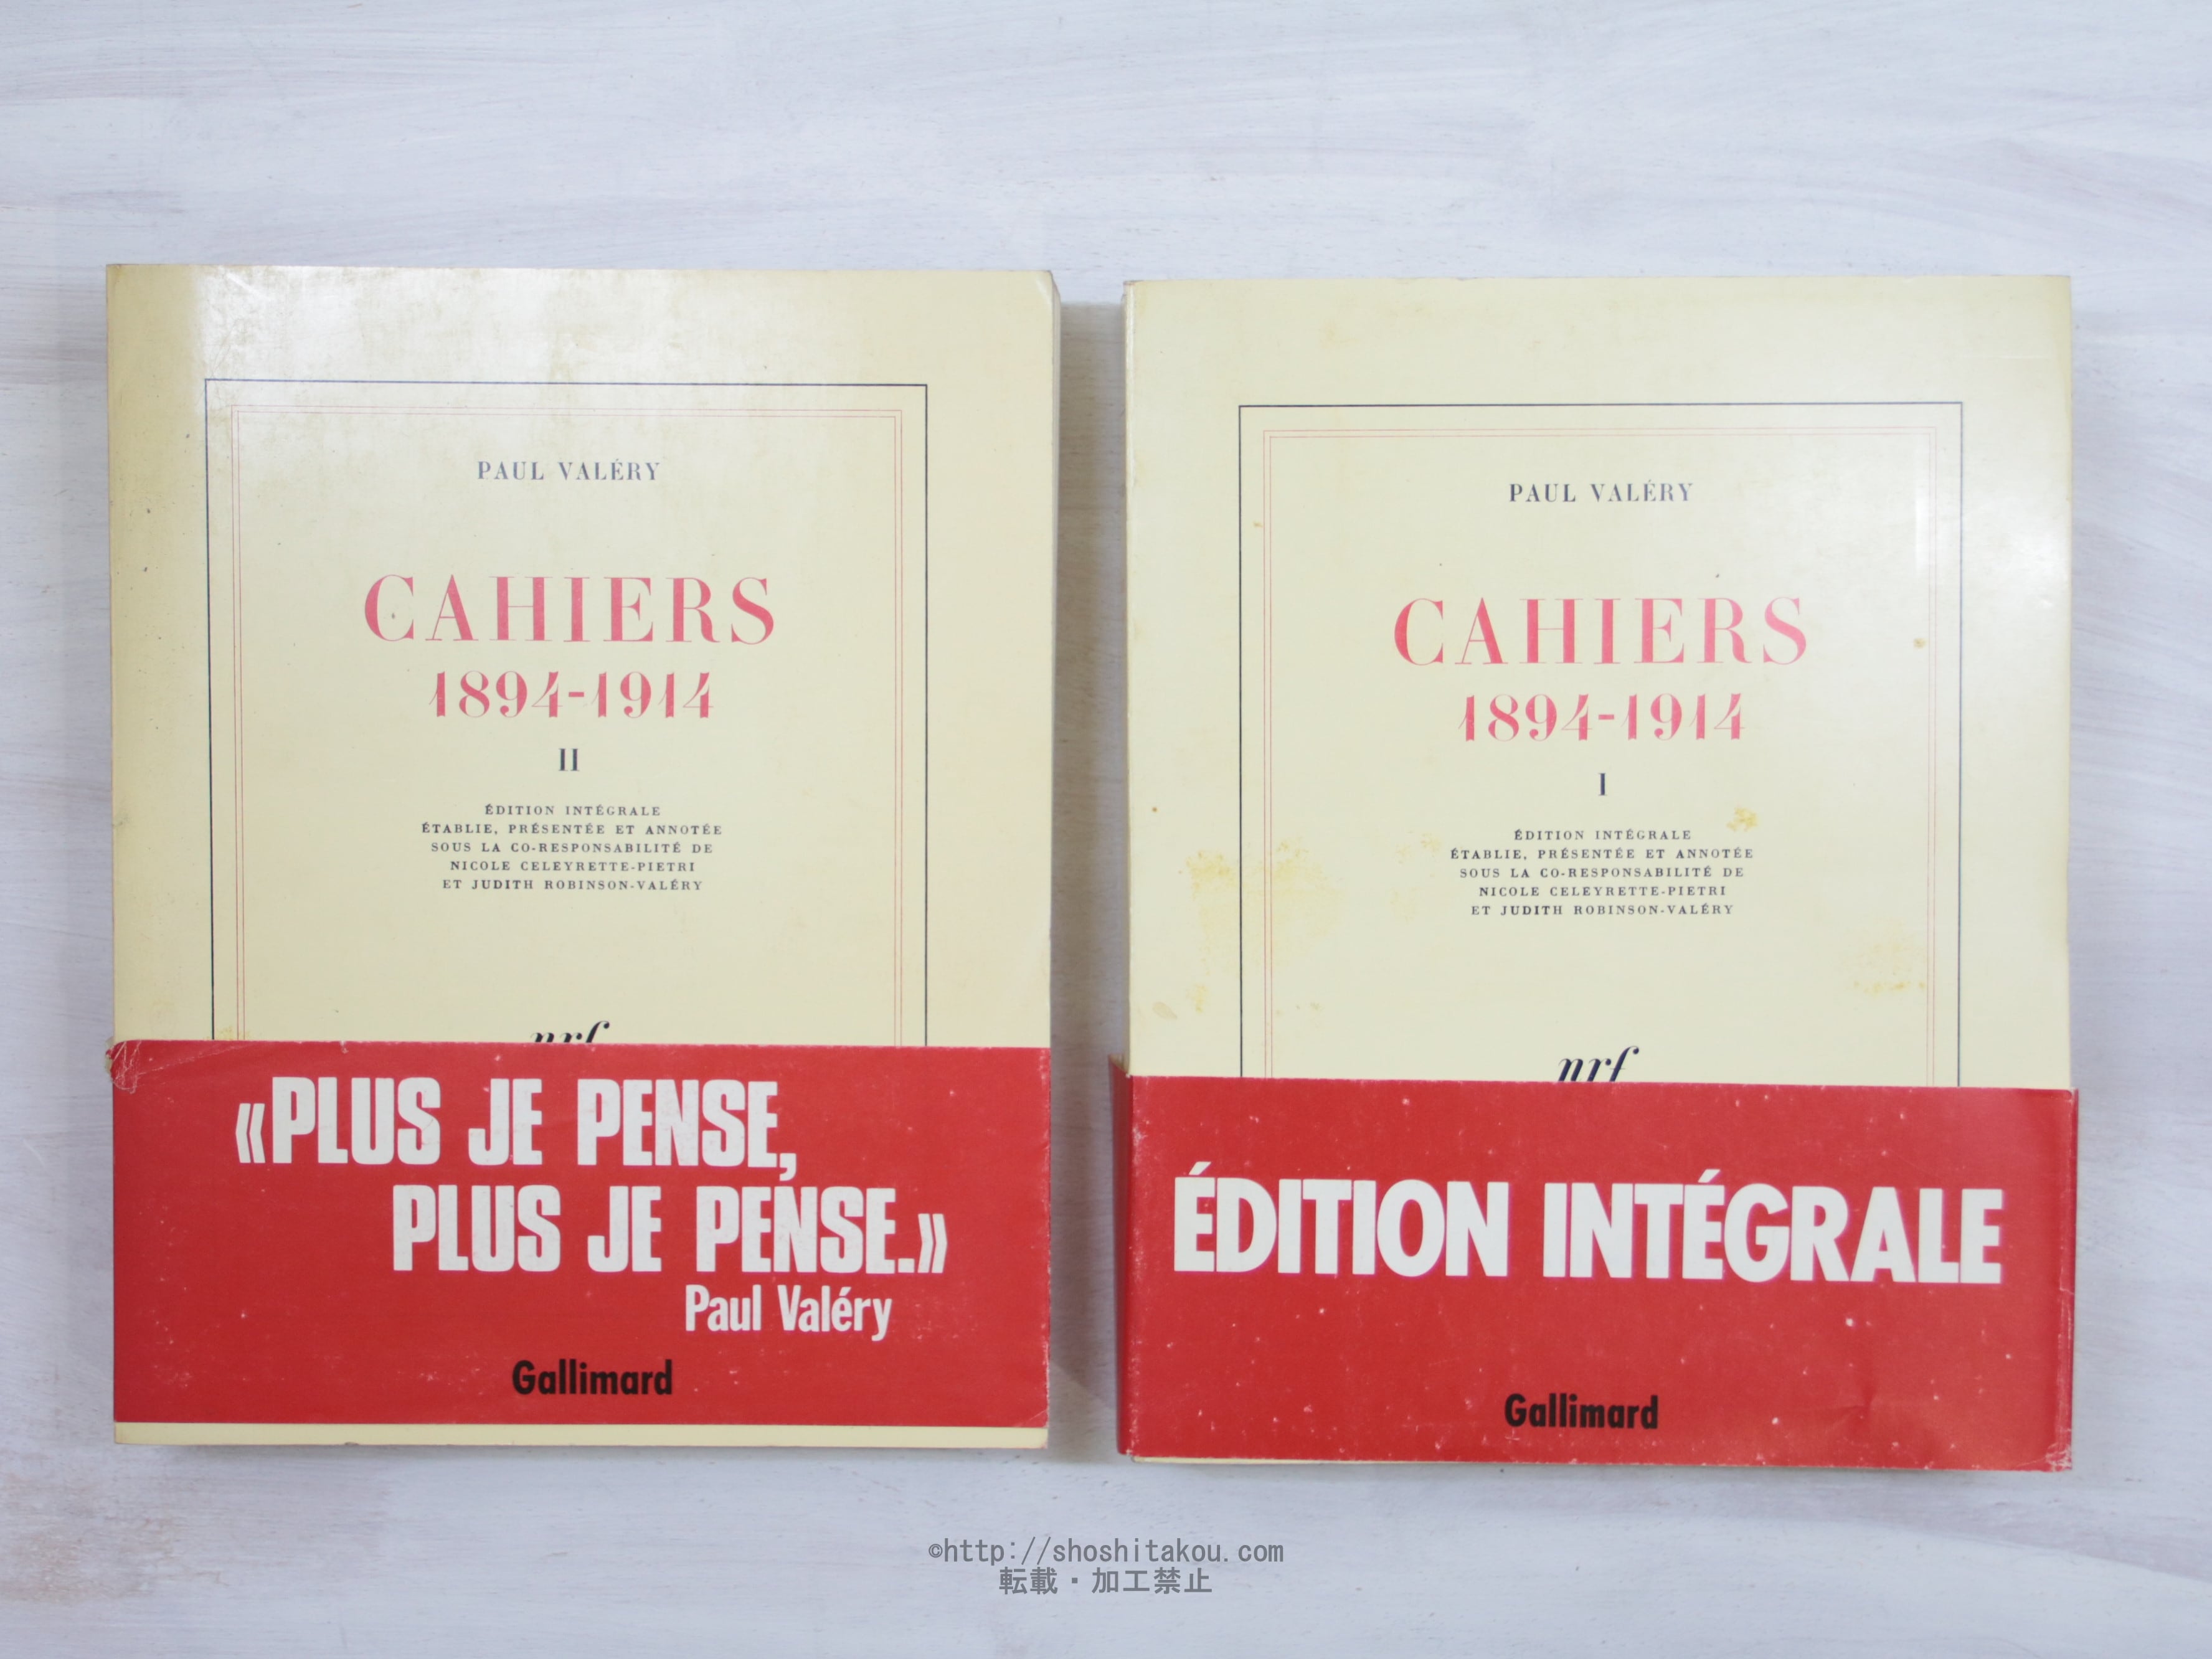 PAUL VALÉRY
CAHIERS
1894-1914
II
ÉDITION INTÉGRALE
ÉTABLIE, PRÉSENTÉE ET ANNOTÉE
SOUS LA CO-RESPONSABILITÉ DE
NICOLE CELEYRETTE-PIETRI
ET JUDITH ROBINSON-VALÉRY
nrf
«PLUS JE PENSE,
PLUS JE PENSE.»
Paul Valéry
Gallimard
PAUL VALÉRY
CAHIERS
1894-1914
I
ÉDITION INTÉGRALE
ÉTABLIE, PRÉSENTÉE ET ANNOTÉE
SOUS LA CO-RESPONSABILITÉ DE
NICOLE CELEYRETTE-PIETRI
ET JUDITH ROBINSON-VALÉRY
nrf
ÉDITION INTÉGRALE
Gallimard
©http://shoshitakou.com
転載・加工禁止